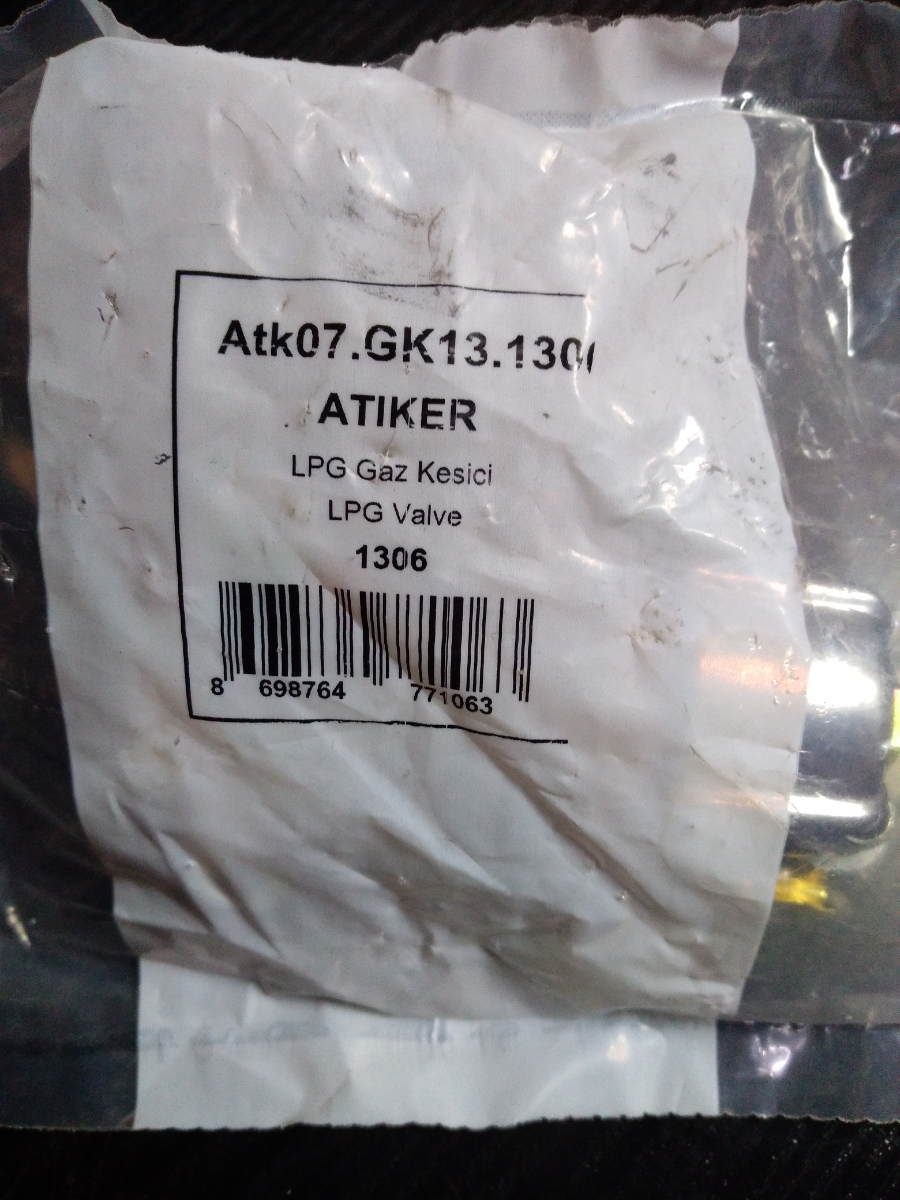 Atk07.GK13.130
ATIKER
LPG Gaz Kesici
LPG Valve
1306
8 698764 771063